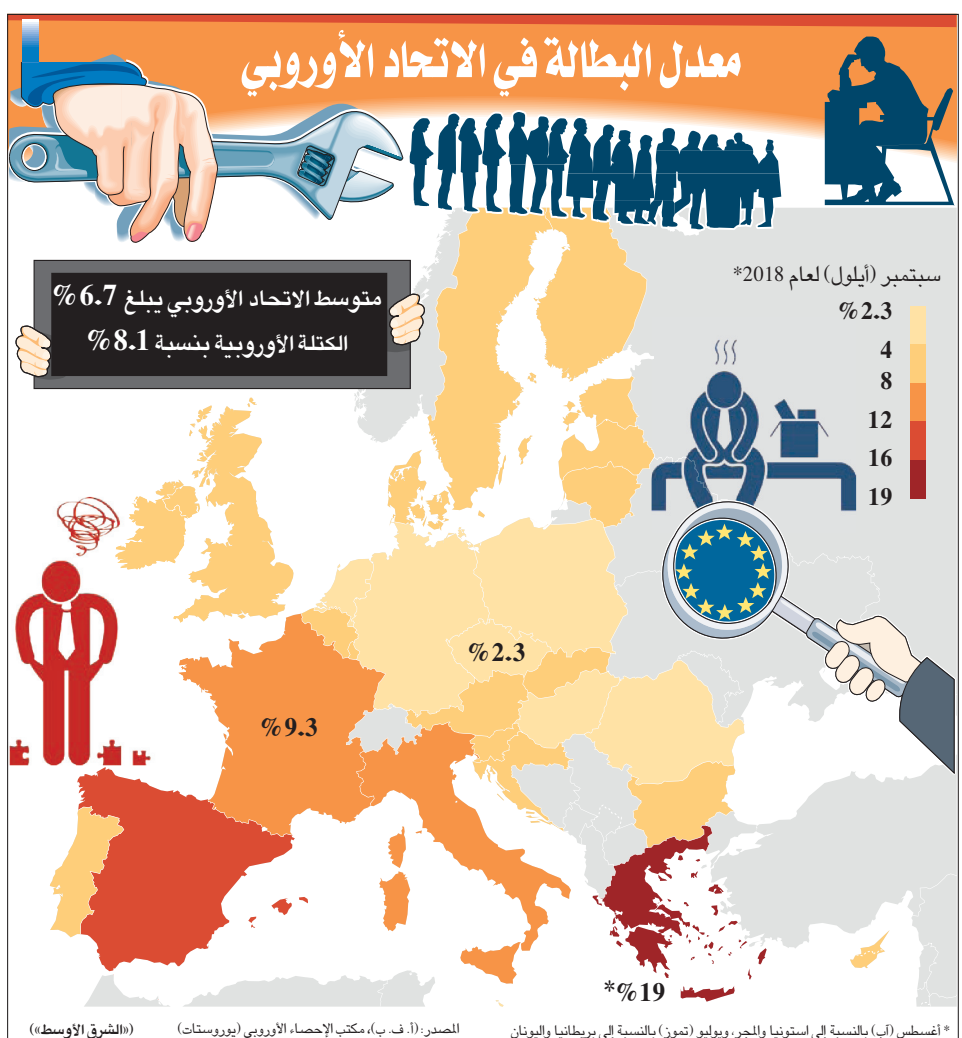 معدل البطالة في الاتحاد الأوروبي
متوسط الاتحاد الأوروبي يبلغ 6.7 %
الكتلة الأوروبية بنسبة 8.1 %
سبتمبر (أيلول) لعام 2018*
%2.3
4
8
12
16
19
%2.3
%9.3
*%19
* أغسطس (آب) بالنسبة إلى استونيا والمجر، ويوليو (تموز) بالنسبة إلى بريطانيا واليونان
المصدر: (أ. ف. ب)، مكتب الإحصاء الأوروبي (يوروستات)
(«الشرق الأوسط»)